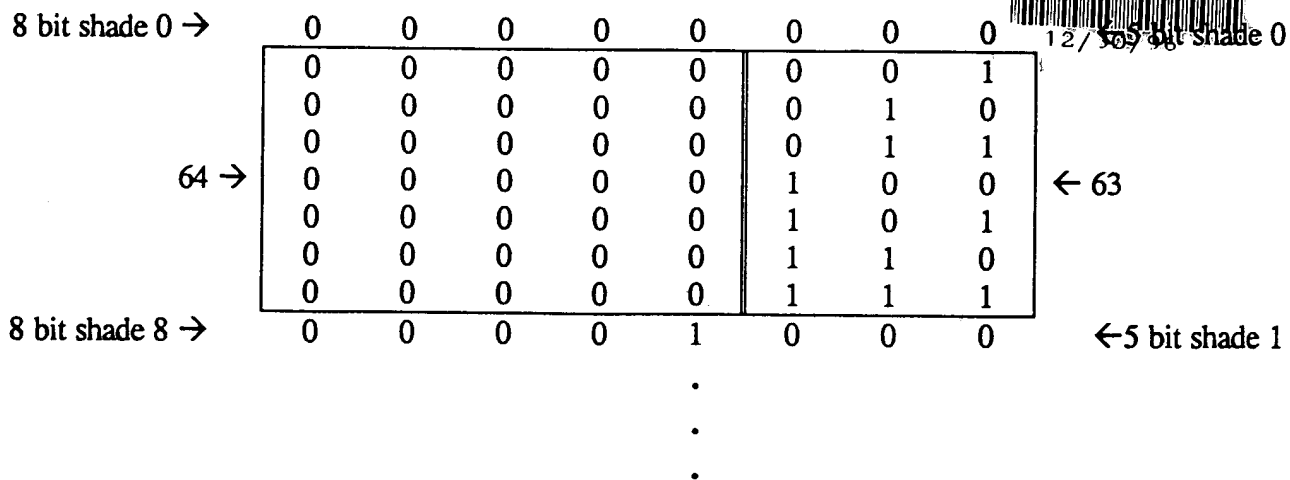 8 bit shade 0 → 0 0 0 0 0 0 0 0 ←5 bit shade 0
0 0 0 0 0 0 0 1
0 0 0 0 0 0 1 0
0 0 0 0 0 0 1 1
64 → 0 0 0 0 0 1 0 0 ← 63
0 0 0 0 0 1 0 1
0 0 0 0 0 1 1 0
0 0 0 0 0 1 1 1
8 bit shade 8 → 0 0 0 0 1 0 0 0 ←5 bit shade 1
.
.
.